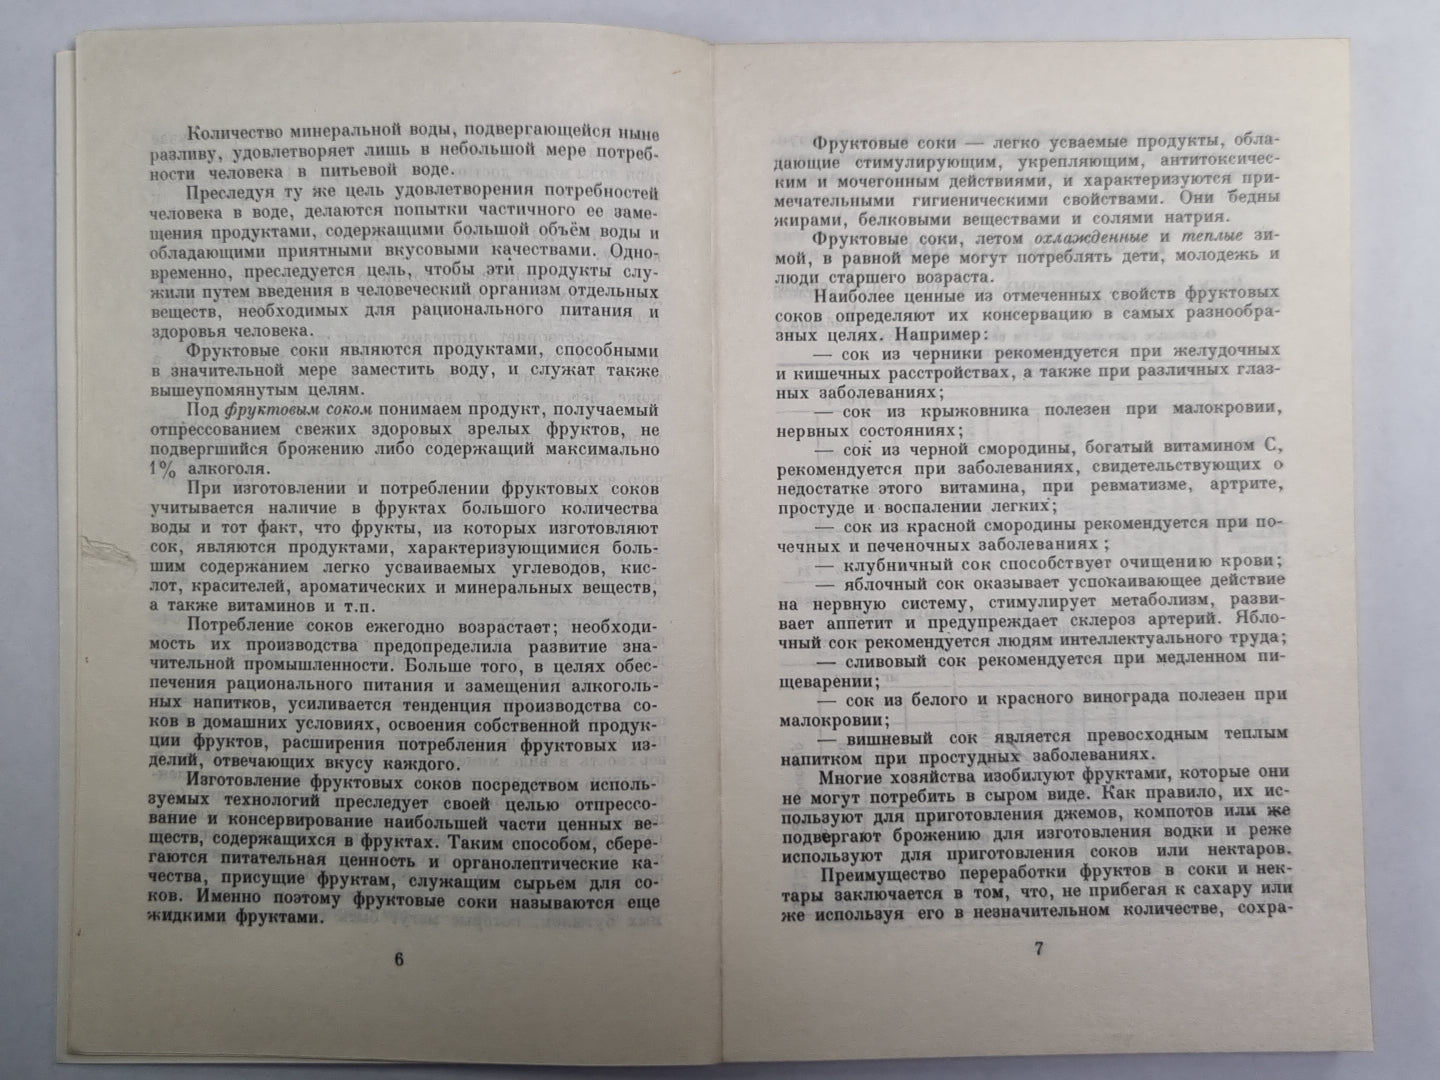 Количество минеральной воды, подвергающейся ныне
разливу, удовлетворяет лишь в небольшой мере потреб-
ности человека в питьевой воде.
Преследуя ту же цель удовлетворения потребностей
человека в воде, делаются попытки частичного ее заме-
щения продуктами, содержащими большой объём воды и
обладающими приятными вкусовыми качествами. Одно-
временно, преследуется цель, чтобы эти продукты слу-
жили путем введения в человеческий организм отдельных
веществ, необходимых для рационального питания и
здоровья человека.
Фруктовые соки являются продуктами, способными
в значительной мере заместить воду, и служат также
вышеупомянутым целям.
Под фруктовым соком понимаем продукт, получаемый
отпрессованием свежих здоровых зрелых фруктов, не
подвергшийся брожению либо содержащий максимально
1% алкоголя.
При изготовлении и потреблении фруктовых соков
учитывается наличие в фруктах большого количества
воды и тот факт, что фрукты, из которых изготовляют
сок, являются продуктами, характеризующимися боль-
шим содержанием легко усваиваемых углеводов, кис-
лот, красителей, ароматических и минеральных веществ,
а также витаминов и т.п.
Потребление соков ежегодно возрастает; необходи-
мость их производства предопределила развитие зна-
чительной промышленности. Больше того, в целях обес-
печения рационального питания и замещения алкоголь-
ных напитков, усиливается тенденция производства со-
ков в домашних условиях, освоения собственной продук-
ции фруктов, расширения потребления фруктовых из-
делий, отвечающих вкусу каждого.
Изготовление фруктовых соков посредством исполь-
зуемых технологий преследует своей целью отпрессо-
вание и консервирование наибольшей части ценных ве-
ществ, содержащихся в фруктах. Таким способом, сбере-
гаются питательная ценность и органолептические ка-
чества, присущие фруктам, служащим сырьем для со-
ков. Именно поэтому фруктовые соки называются еще
жидкими фруктами.
6
Фруктовые соки — легко усваемые продукты, обла-
дающие стимулирующим, укрепляющим, антитоксичес-
ким и мочегонным действиями, и характеризуются при-
мечательными гигиеническими свойствами. Они бедны
жирами, белковыми веществами и солями натрия.
Фруктовые соки, летом охлажденные и теплые зи-
мой, в равной мере могут потреблять дети, молодежь и
люди старшего возраста.
Наиболее ценные из отмеченных свойств фруктовых
соков определяют их консервацию в самых разнообра-
зных целях. Например:
— сок из черники рекомендуется при желудочных
и кишечных расстройствах, а также при различных глаз-
ных заболеваниях;
— сок из крыжовника полезен при малокровии,
нервных состояниях;
— сок из черной смородины, богатый витамином С,
рекомендуется при заболеваниях, свидетельствующих о
недостатке этого витамина, при ревматизме, артрите,
простуде и воспалении легких;
— сок из красной смородины рекомендуется при по-
чечных и печеночных заболеваниях ;
— клубничный сок способствует очищению крови;
— яблочный сок оказывает успокаивающее действие
на нервную систему, стимулирует метаболизм, разви-
вает аппетит и предупреждает склероз артерий. Ябло-
чный сок рекомендуется людям интеллектуального труда;
— сливовый сок рекомендуется при медленном пи-
щеварении;
— сок из белого и красного винограда полезен при
малокровии;
— вишневый сок является превосходным теплым
напитком при простудных заболеваниях.
Многие хозяйства изобилуют фруктами, которые они
не могут потребить в сыром виде. Как правило, их ис-
пользуют для приготовления джемов, компотов или же
подвергают брожению для изготовления водки и реже
используют для приготовления соков или нектаров.
Преимущество переработки фруктов в соки и нек-
тары заключается в том, что, не прибегая к сахару или
же используя его в незначительном количестве, сохра-
7